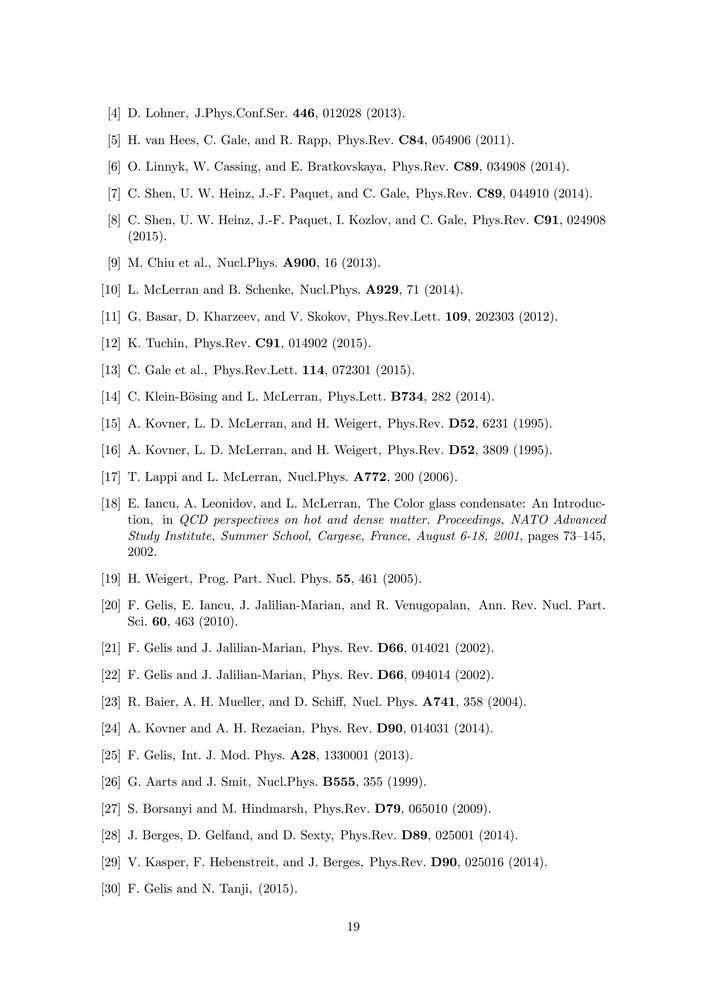 [4] D. Lohner, J.Phys.Conf.Ser. 446, 012028 (2013).
[5] H. van Hees, C. Gale, and R. Rapp, Phys.Rev. C84, 054906 (2011).
[6] O. Linnyk, W. Cassing, and E. Bratkovskaya, Phys.Rev. C89, 034908 (2014).
[7] C. Shen, U. W. Heinz, J.-F. Paquet, and C. Gale, Phys.Rev. C89, 044910 (2014).
[8] C. Shen, U. W. Heinz, J.-F. Paquet, I. Kozlov, and C. Gale, Phys.Rev. C91, 024908
(2015).
[9] M. Chiu et al., Nucl.Phys. A900, 16 (2013).
[10] L. McLerran and B. Schenke, Nucl.Phys. A929, 71 (2014).
[11] G. Basar, D. Kharzeev, and V. Skokov, Phys.Rev.Lett. 109, 202303 (2012).
[12] K. Tuchin, Phys.Rev. C91, 014902 (2015).
[13] C. Gale et al., Phys.Rev.Lett. 114, 072301 (2015).
[14] C. Klein-Bösing and L. McLerran, Phys.Lett. B734, 282 (2014).
[15] A. Kovner, L. D. McLerran, and H. Weigert, Phys.Rev. D52, 6231 (1995).
[16] A. Kovner, L. D. McLerran, and H. Weigert, Phys.Rev. D52, 3809 (1995).
[17] T. Lappi and L. McLerran, Nucl.Phys. A772, 200 (2006).
[18] E. Iancu, A. Leonidov, and L. McLerran, The Color glass condensate: An Introduc-
tion, in QCD perspectives on hot and dense matter. Proceedings, NATO Advanced
Study Institute, Summer School, Cargese, France, August 6-18, 2001, pages 73–145,
2002.
[19] H. Weigert, Prog. Part. Nucl. Phys. 55, 461 (2005).
[20] F. Gelis, E. Iancu, J. Jalilian-Marian, and R. Venugopalan, Ann. Rev. Nucl. Part.
Sci. 60, 463 (2010).
[21] F. Gelis and J. Jalilian-Marian, Phys. Rev. D66, 014021 (2002).
[22] F. Gelis and J. Jalilian-Marian, Phys. Rev. D66, 094014 (2002).
[23] R. Baier, A. H. Mueller, and D. Schiff, Nucl. Phys. A741, 358 (2004).
[24] A. Kovner and A. H. Rezaeian, Phys. Rev. D90, 014031 (2014).
[25] F. Gelis, Int. J. Mod. Phys. A28, 1330001 (2013).
[26] G. Aarts and J. Smit, Nucl.Phys. B555, 355 (1999).
[27] S. Borsanyi and M. Hindmarsh, Phys.Rev. D79, 065010 (2009).
[28] J. Berges, D. Gelfand, and D. Sexty, Phys.Rev. D89, 025001 (2014).
[29] V. Kasper, F. Hebenstreit, and J. Berges, Phys.Rev. D90, 025016 (2014).
[30] F. Gelis and N. Tanji, (2015).
19